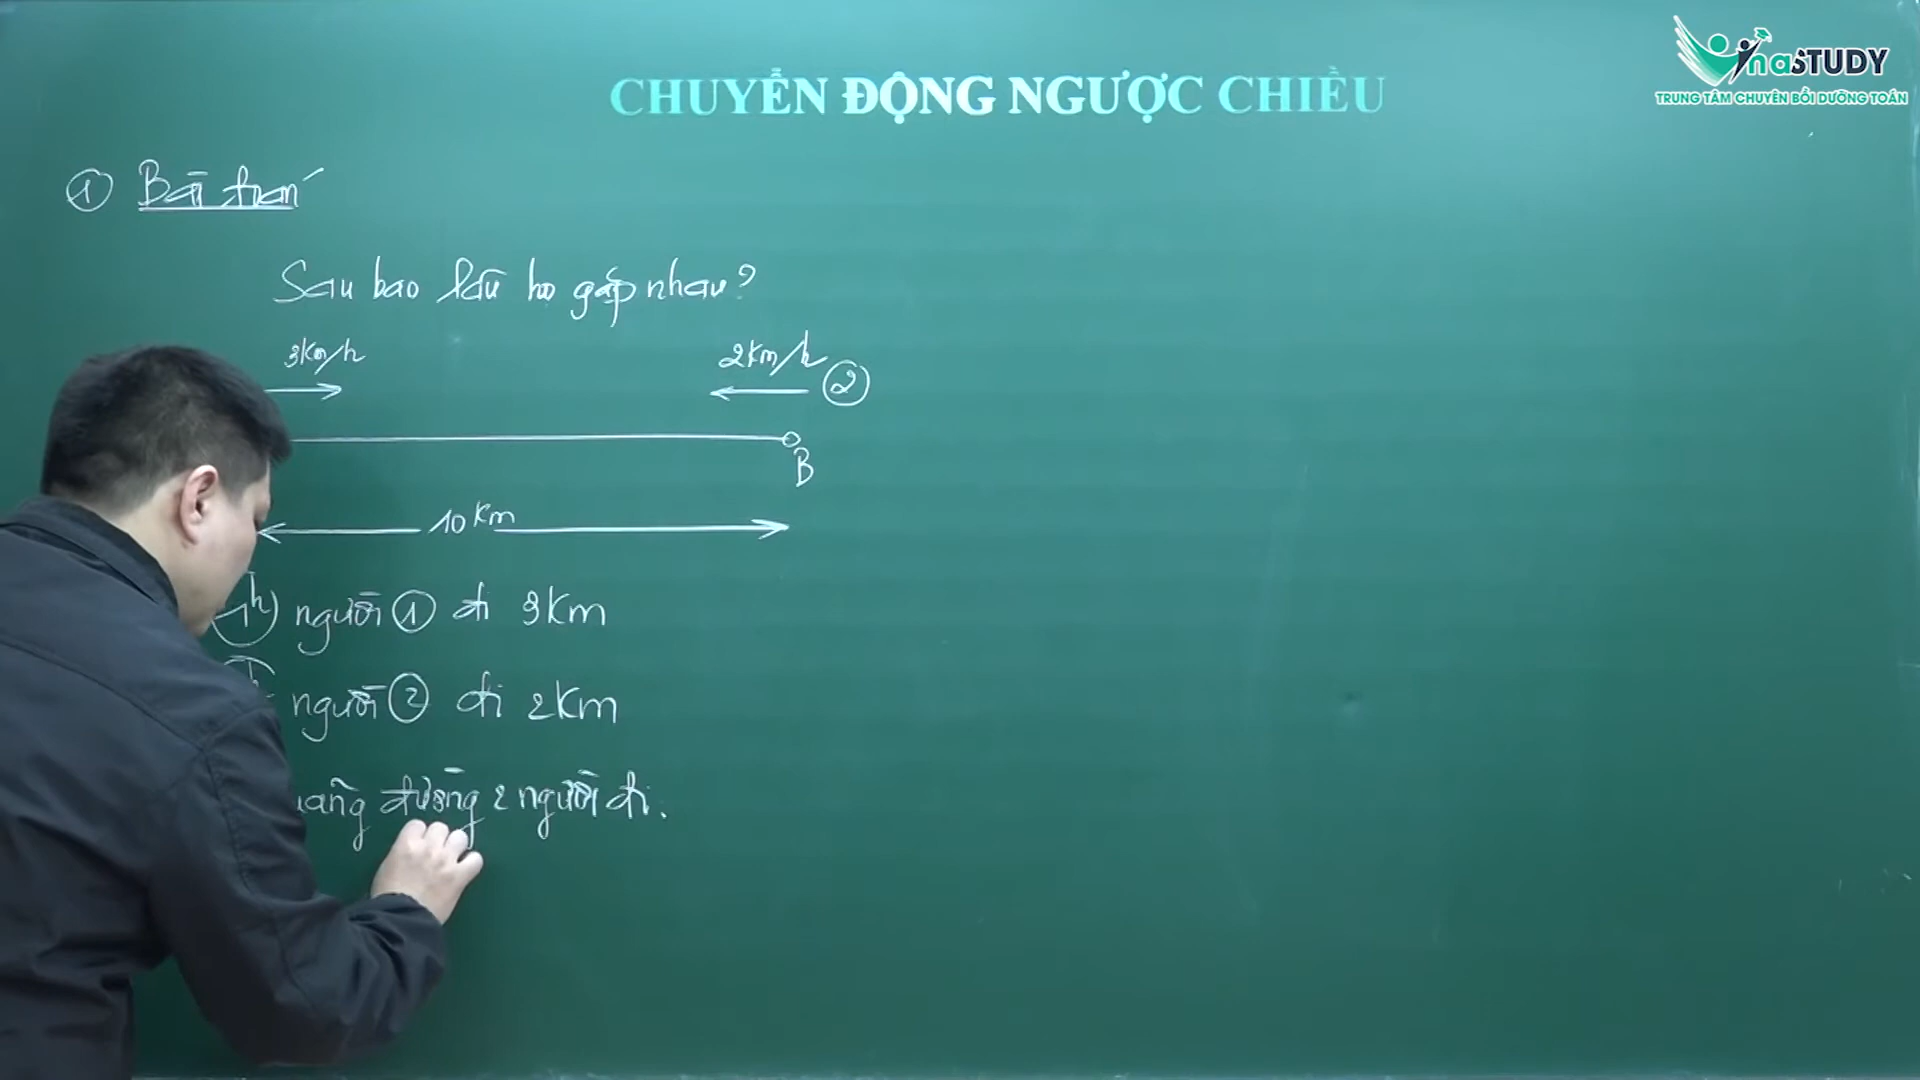 VinaSTUDY
TRUNG TÂM CHUYÊN BỒI DƯỠNG TOÁN
CHUYỂN ĐỘNG NGƯỢC CHIỀU
① Bài toán
Sau bao lâu họ gặp nhau?
3km/h
2km/h ②
B
10 km
1h người ① đi 3km
người ② đi 2km
đường 2 người đi.